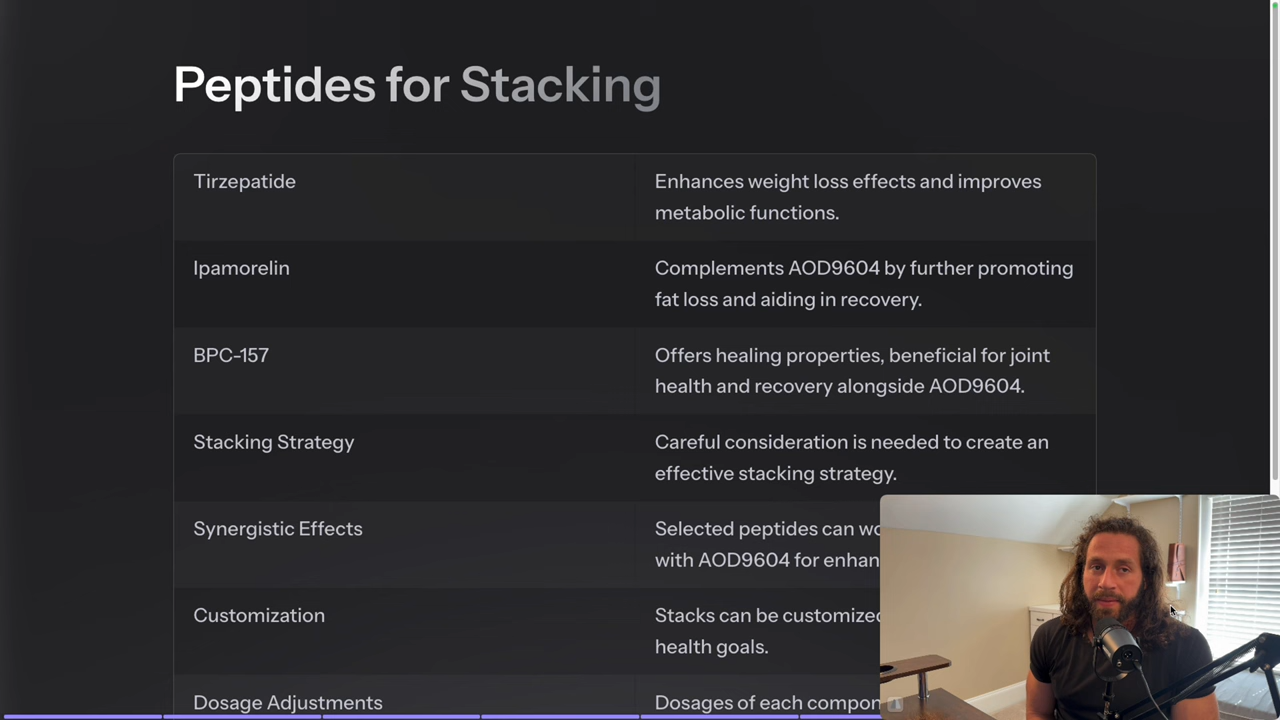 Peptides for Stacking
Tirzepatide
Enhances weight loss effects and improves
metabolic functions.
Ipamorelin
Complements AOD9604 by further promoting
fat loss and aiding in recovery.
BPC-157
Offers healing properties, beneficial for joint
health and recovery alongside AOD9604.
Stacking Strategy
Careful consideration is needed to create an
effective stacking strategy.
Synergistic Effects
Selected peptides can
with AOD9604 for
Customization
Stacks can be customized
health goals.
Dosage Adjustments
Dosages of each